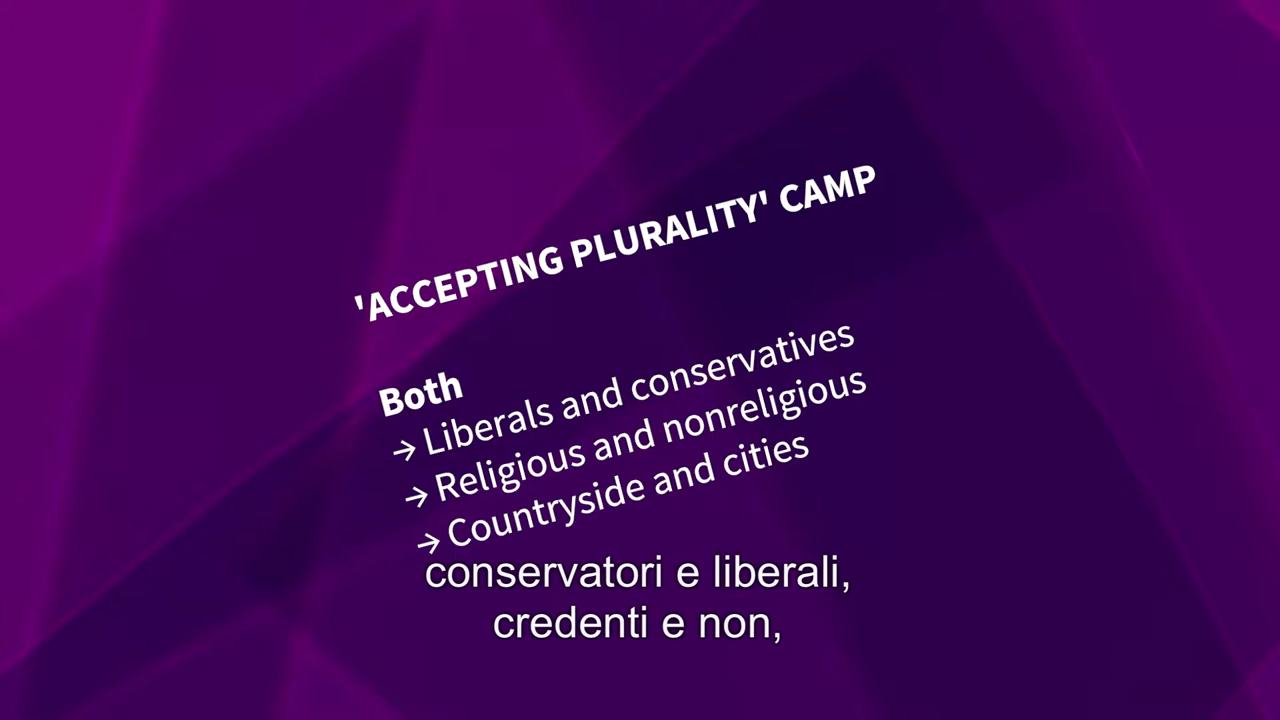 'ACCEPTING PLURALITY' CAMP
Both
→ Liberals and conservatives
→ Religious and nonreligious
→ Countryside and cities
conservatori e liberali,
credenti e non,